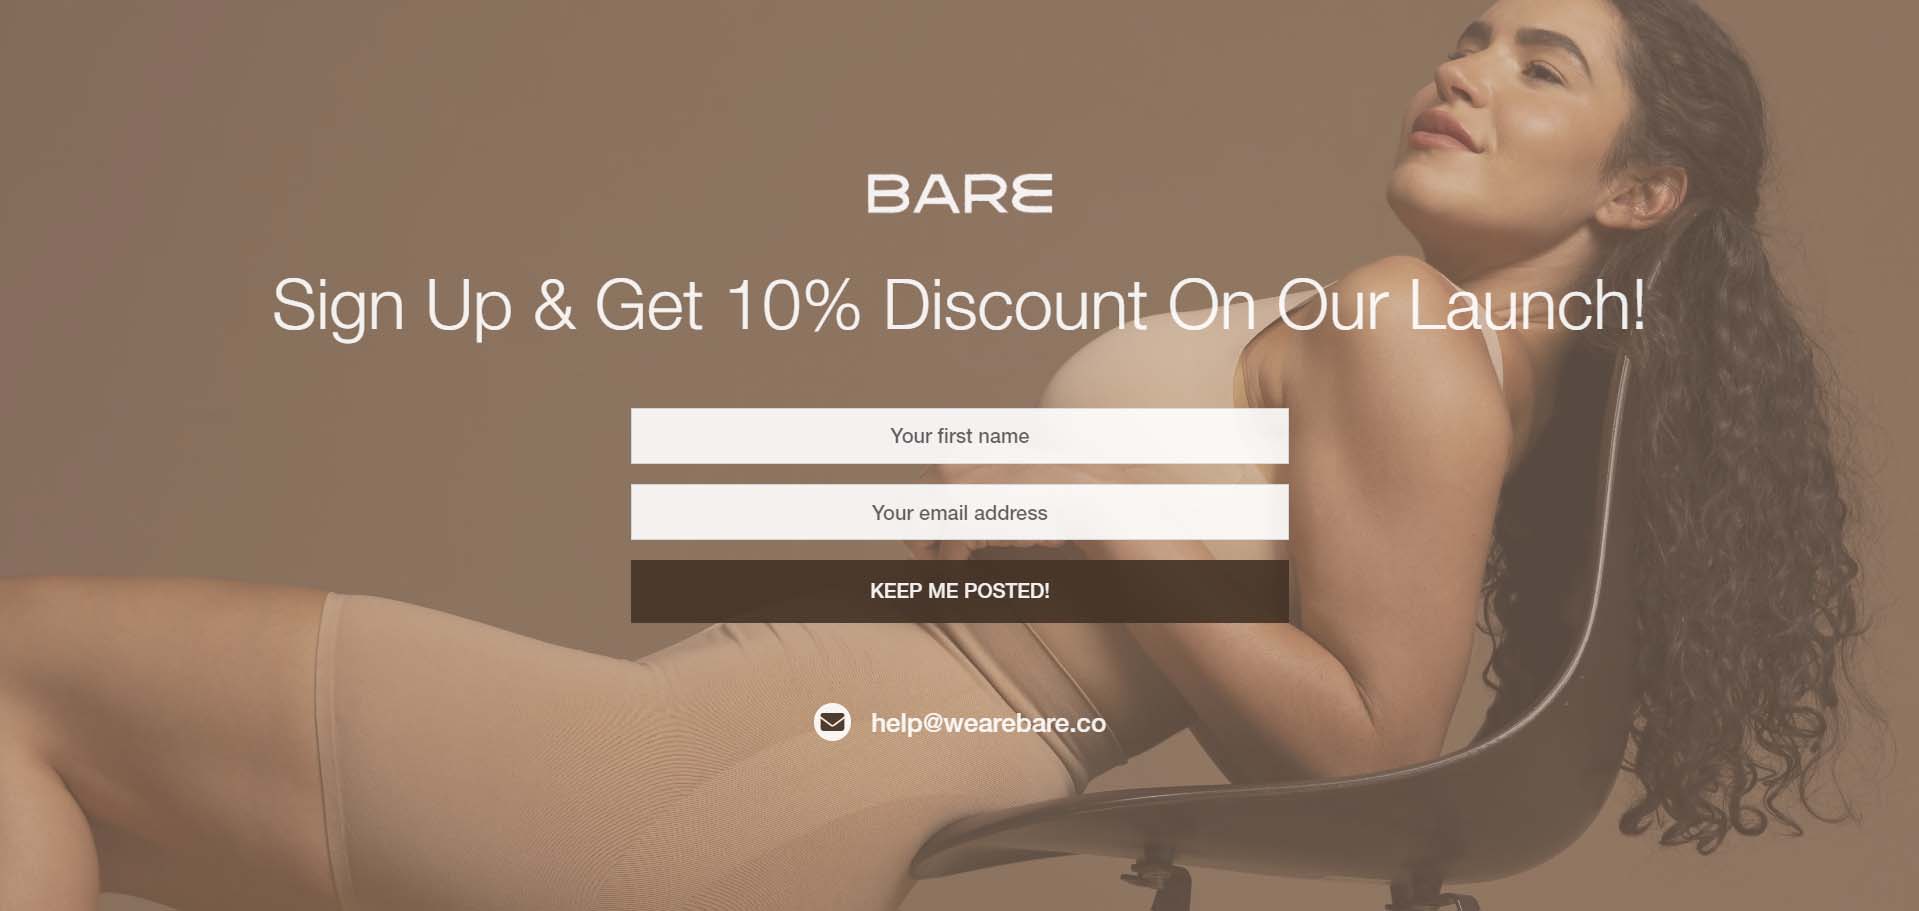 BARE
Sign Up & Get 10% Discount On Our Launch!
Your first name
Your email address
KEEP ME POSTED!
help@wearebare.co